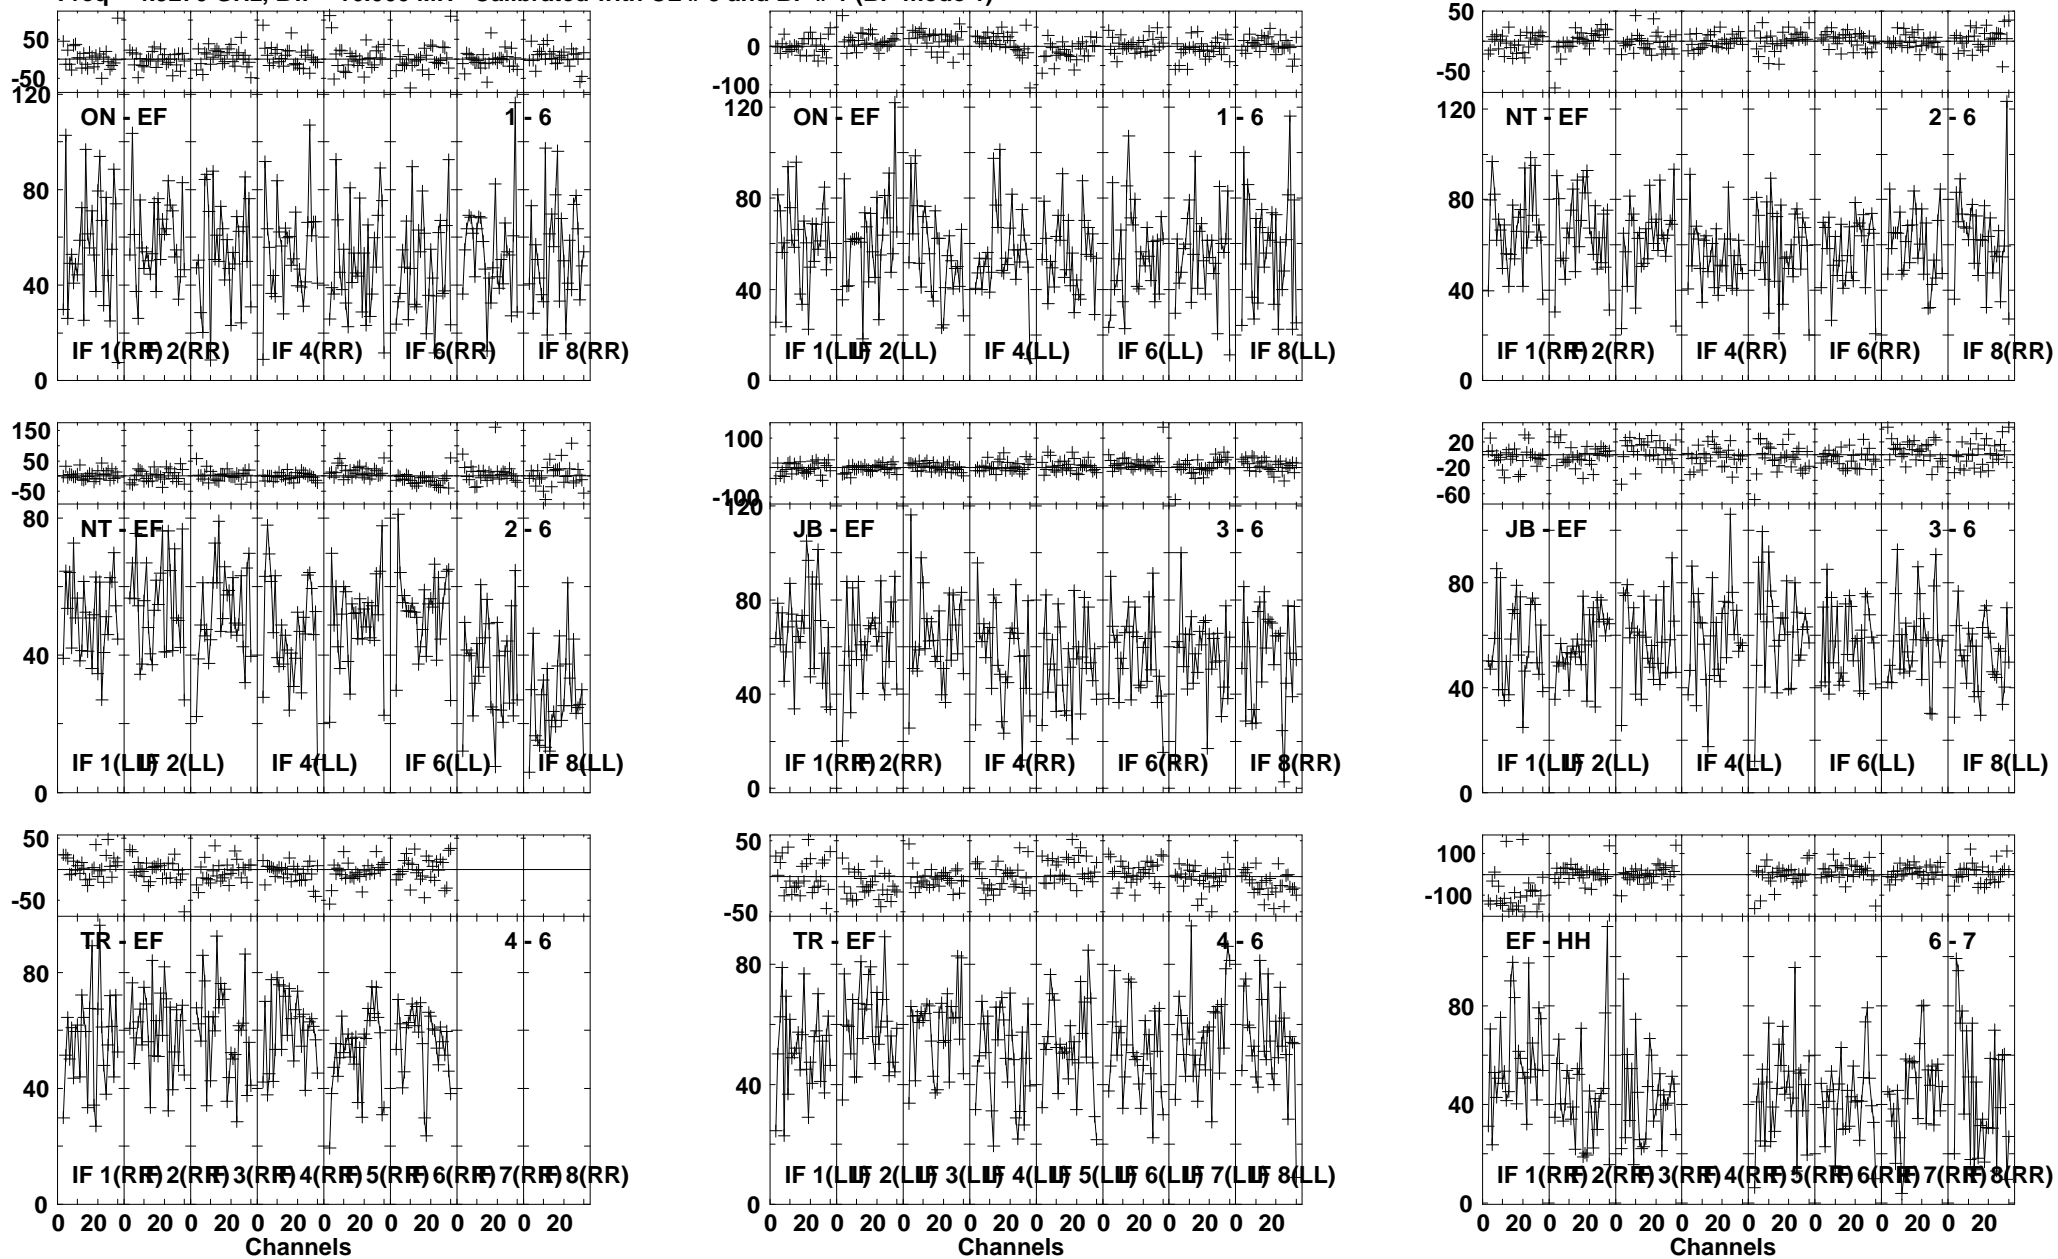 50
-50
120
80
40
0
ON - EF
1 - 6
IF 1(RR) IF 2(RR) IF 4(RR) IF 6(RR) IF 8(RR)
0
-100
120
80
40
0
ON - EF
1 - 6
IF 1(LL) IF 2(LL) IF 4(LL) IF 6(LL) IF 8(LL)
50
-50
120
80
40
0
NT - EF
2 - 6
IF 1(RR) IF 2(RR) IF 4(RR) IF 6(RR) IF 8(RR)
150
50
-50
80
40
0
NT - EF
2 - 6
IF 1(LL) IF 2(LL) IF 4(LL) IF 6(LL) IF 8(LL)
100
-100
120
80
40
0
JB - EF
3 - 6
IF 1(RR) IF 2(RR) IF 4(RR) IF 6(RR) IF 8(RR)
20
-20
-60
80
40
0
JB - EF
3 - 6
IF 1(LL) IF 2(LL) IF 4(LL) IF 6(LL) IF 8(LL)
50
-50
80
40
0
TR - EF
4 - 6
IF 1(RR) IF 2(RR) IF 3(RR) IF 4(RR) IF 5(RR) IF 6(RR) IF 7(RR) IF 8(RR)
0 20 0 20 0 20 0 20 0 20 0 20 0 20 0 20
Channels
50
-50
80
40
0
TR - EF
4 - 6
IF 1(LL) IF 2(LL) IF 3(LL) IF 4(LL) IF 5(LL) IF 6(LL) IF 7(LL) IF 8(LL)
0 20 0 20 0 20 0 20 0 20 0 20 0 20 0 20
Channels
100
-100
80
40
0
EF - HH
6 - 7
IF 1(RR) IF 2(RR) IF 3(RR) IF 4(RR) IF 5(RR) IF 6(RR) IF 7(RR) IF 8(RR)
0 20 0 20 0 20 0 20 0 20 0 20 0 20 0 20
Channels